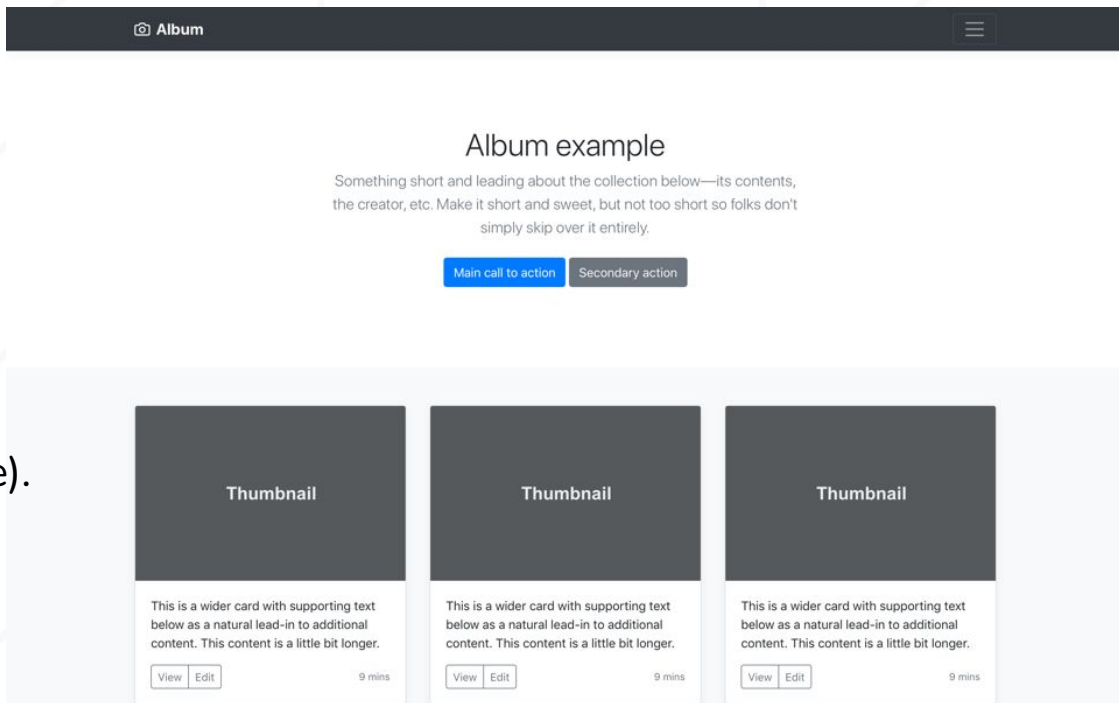 Album
Album example
Something short and leading about the collection below—its contents,
the creator, etc. Make it short and sweet, but not too short so folks don't
simply skip over it entirely.
Main call to action Secondary action
e).
Thumbnail
Thumbnail
Thumbnail
This is a wider card with supporting text
below as a natural lead-in to additional
content. This content is a little bit longer.
View Edit 9 mins
This is a wider card with supporting text
below as a natural lead-in to additional
content. This content is a little bit longer.
View Edit 9 mins
This is a wider card with supporting text
below as a natural lead-in to additional
content. This content is a little bit longer.
View Edit 9 mins